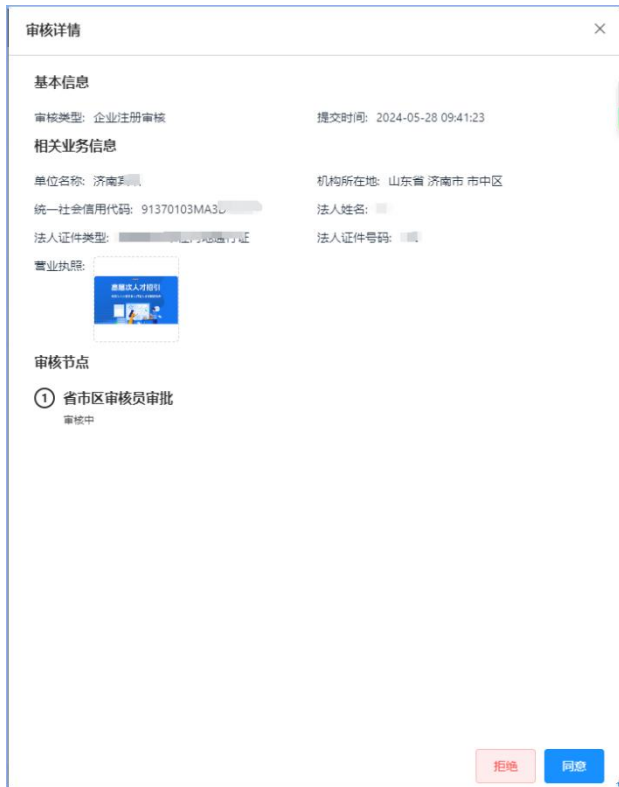 审核详情
基本信息
审核类型: 企业注册审核 提交时间: 2024-05-28 09:41:23
相关业务信息
单位名称: 济南 机构所在地: 山东省 济南市 市中区
统一社会信用代码: 91370103MA3 法人姓名:
法人证件类型: 通行证 法人证件号码:
营业执照:
审核节点
1 省市区审核员审批
审核中
拒绝 同意